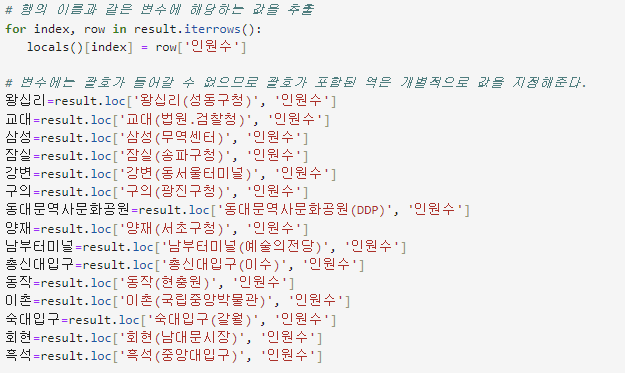 # 행의 이름과 같은 변수에 해당하는 값을 추출
for index, row in result.iterrows():
locals()[index] = row['인원수']
# 변수에는 괄호가 들어갈 수 없으므로 괄호가 포함된 역은 개별적으로 값을 지정해준다.
왕십리=result.loc['왕십리(성동구청)', '인원수']
교대=result.loc['교대(법원.검찰청)', '인원수']
삼성=result.loc['삼성(무역센터)', '인원수']
잠실=result.loc['잠실(송파구청)', '인원수']
강변=result.loc['강변(동서울터미널)', '인원수']
구의=result.loc['구의(광진구청)', '인원수']
동대문역사문화공원=result.loc['동대문역사문화공원(DDP)', '인원수']
양재=result.loc['양재(서초구청)', '인원수']
남부터미널=result.loc['남부터미널(예술의전당)', '인원수']
총신대입구=result.loc['총신대입구(이수)', '인원수']
동작=result.loc['동작(현충원)', '인원수']
이촌=result.loc['이촌(국립중앙박물관)', '인원수']
숙대입구=result.loc['숙대입구(갈월)', '인원수']
회현=result.loc['회현(남대문시장)', '인원수']
흑석=result.loc['흑석(중앙대입구)', '인원수']